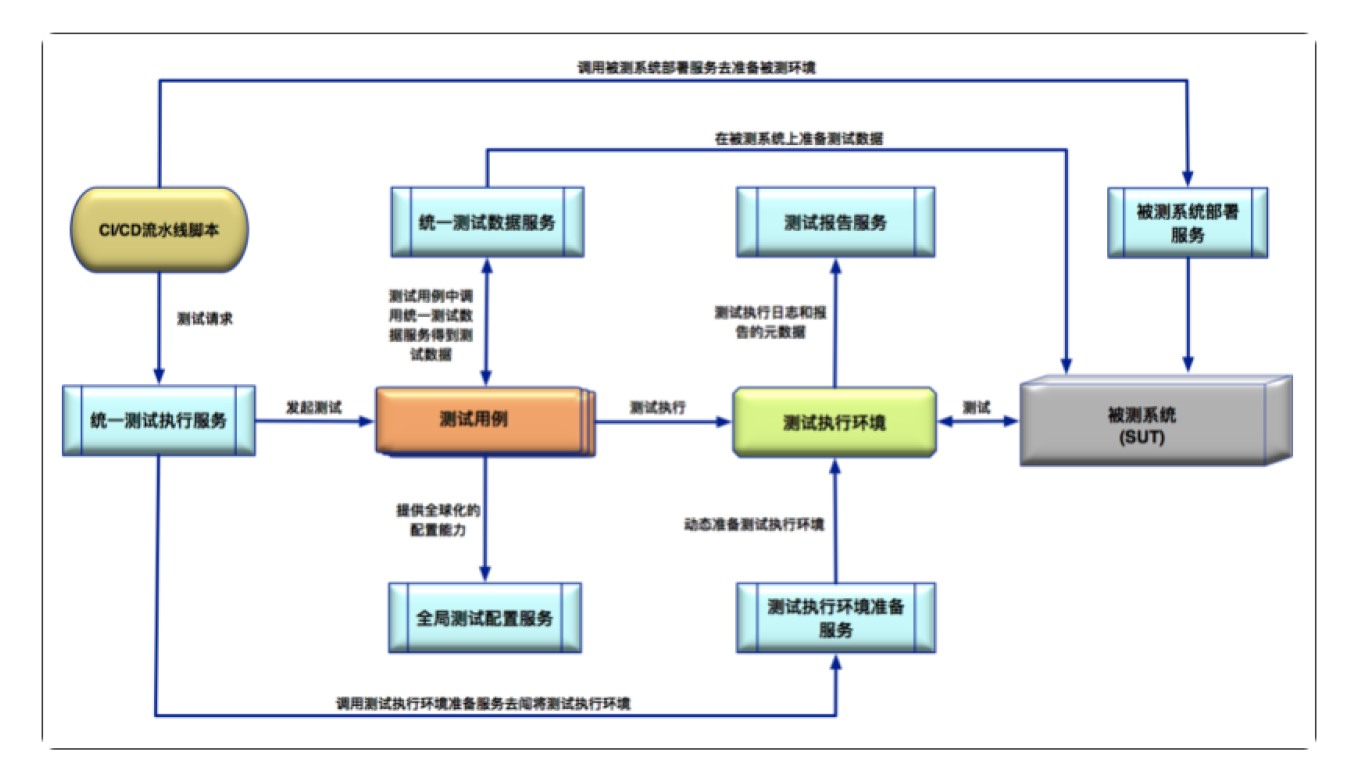 调用被测系统部署服务去准备被测环境
在被测系统上准备测试数据
CI/CD流水线脚本
统一测试数据服务
测试报告服务
被测系统部署
服务
测试请求
测试用例中调
用统一测试数
据服务得到测
试数据
测试执行日志和报
告的元数据
统一测试执行服务
发起测试
测试用例
测试执行
测试执行环境
测试
被测系统
(SUT)
提供全球化的
配置能力
动态准备测试执行环境
全局测试配置服务
测试执行环境准备
服务
调用测试执行环境准备服务去闯将测试执行环境